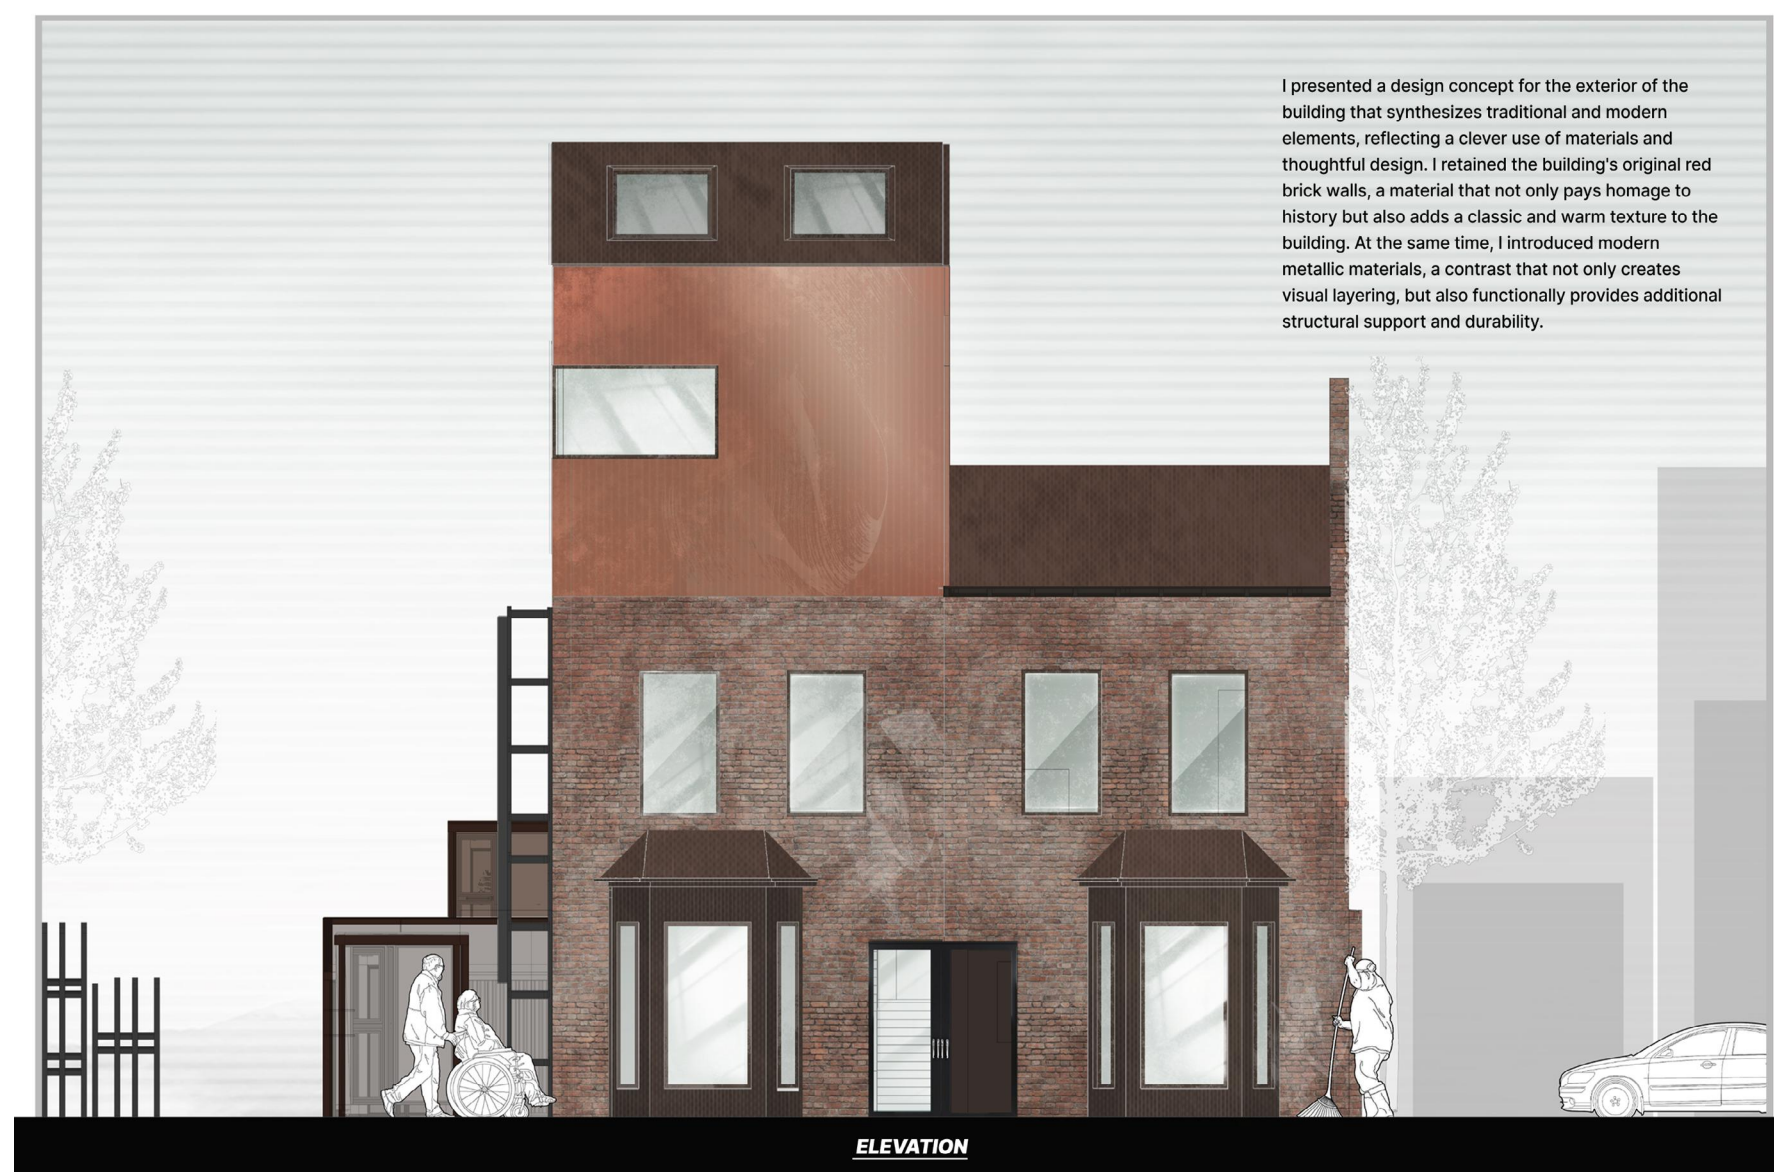 I presented a design concept for the exterior of the
building that synthesizes traditional and modern
elements, reflecting a clever use of materials and
thoughtful design. I retained the building's original red
brick walls, a material that not only pays homage to
history but also adds a classic and warm texture to the
building. At the same time, I introduced modern
metallic materials, a contrast that not only creates
visual layering, but also functionally provides additional
structural support and durability.
ELEVATION